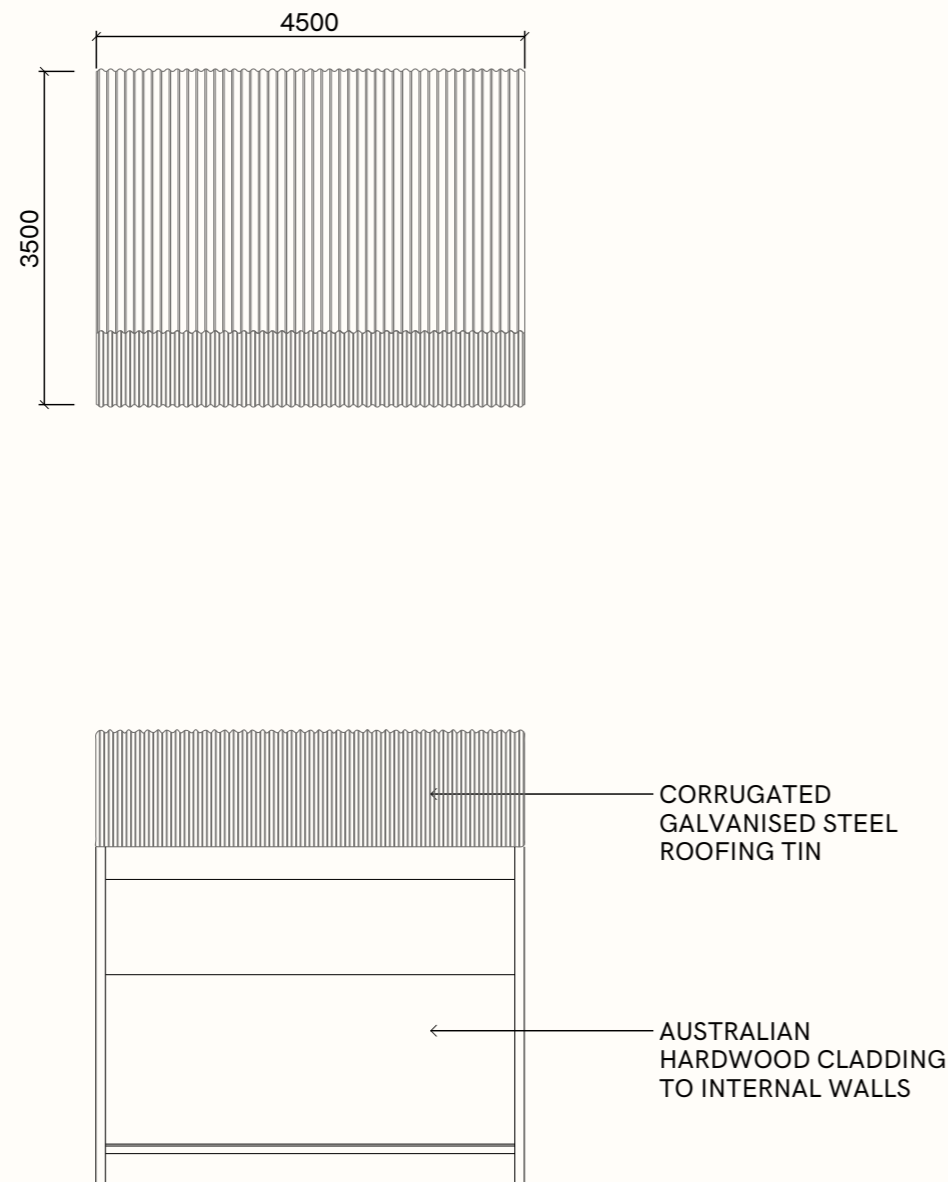 4500
3500
CORRUGATED
GALVANISED STEEL
ROOFING TIN
AUSTRALIAN
HARDWOOD CLADDING
TO INTERNAL WALLS